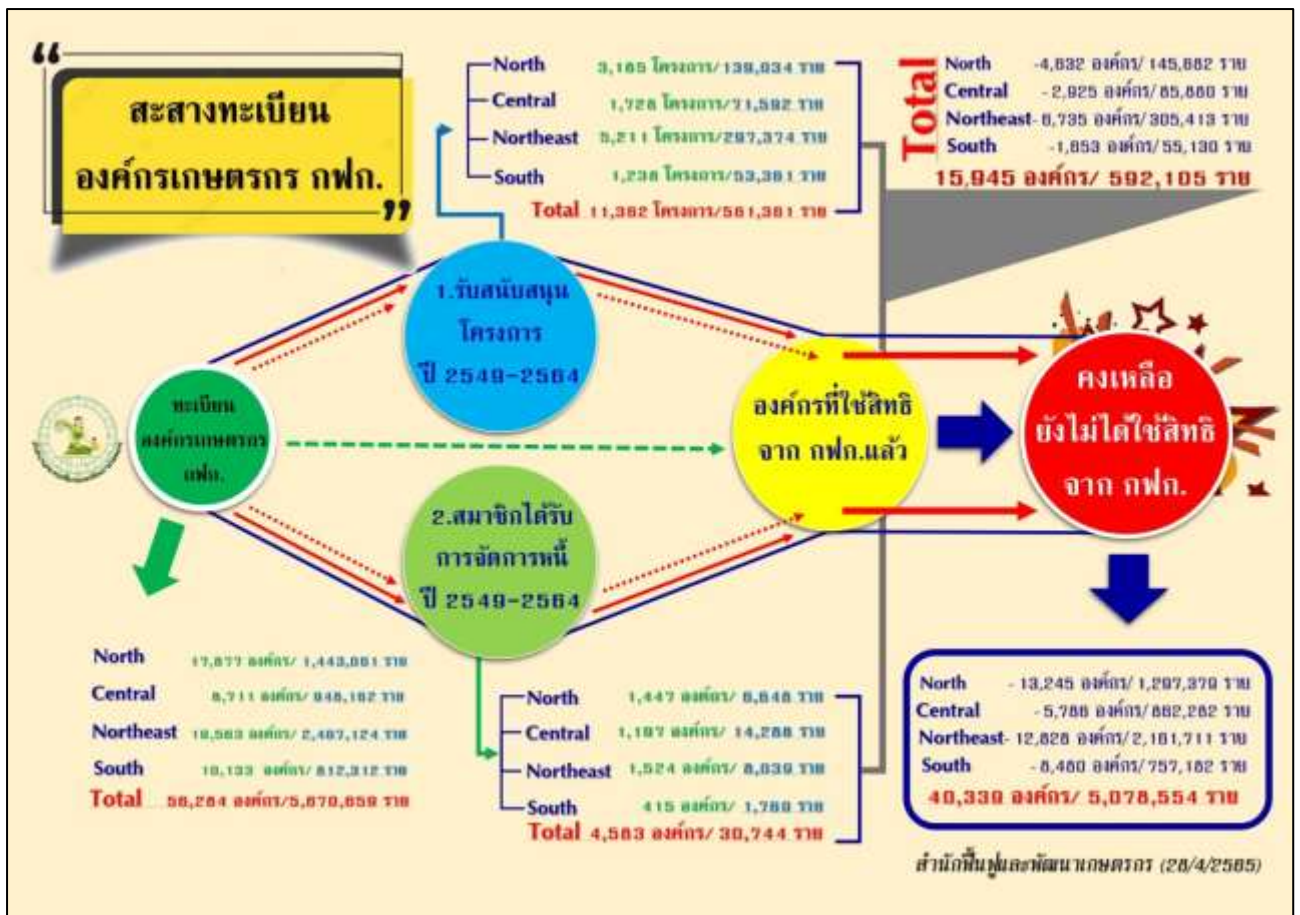 สะสางทะเบียน
องค์กรเกษตรกร กฟก.
North 3,185 โครงการ/139,034 ราย
Central 1,728 โครงการ/71,592 ราย
Northeast 5,211 โครงการ/297,374 ราย
South 1,238 โครงการ/53,361 ราย
Total 11,362 โครงการ/561,361 ราย
Total
North -4,632 องค์กร/ 145,682 ราย
Central -2,925 องค์กร/85,880 ราย
Northeast- 6,735 องค์กร/305,413 ราย
South -1,653 องค์กร/55,130 ราย
15,945 องค์กร/ 592,105 ราย
1.รับสนับสนุน
โครงการ
ปี 2549-2564
ทะเบียน
องค์กรเกษตรกร
กฟก.
องค์กรที่ใช้สิทธิ
จาก กฟก.แล้ว
คงเหลือ
ยังไม่ได้ใช้สิทธิ
จาก กฟก.
2.สมาชิกได้รับ
การจัดการหนี้
ปี 2549-2564
North 17,877 องค์กร/ 1,443,061 ราย
Central 8,711 องค์กร/ 948,162 ราย
Northeast 19,563 องค์กร/ 2,467,124 ราย
South 10,133 องค์กร/ 812,312 ราย
Total 56,284 องค์กร/5,670,659 ราย
North 1,447 องค์กร/ 6,648 ราย
Central 1,197 องค์กร/ 14,288 ราย
Northeast 1,524 องค์กร/ 8,039 ราย
South 415 องค์กร/ 1,769 ราย
Total 4,583 องค์กร/ 30,744 ราย
North - 13,245 องค์กร/ 1,297,379 ราย
Central -5,786 องค์กร/ 862,282 ราย
Northeast- 12,828 องค์กร/2,161,711 ราย
South -8,480 องค์กร/ 757,182 ราย
40,339 องค์กร/ 5,078,554 ราย
สำนักฟื้นฟูและพัฒนาเกษตรกร (28/4/2565)